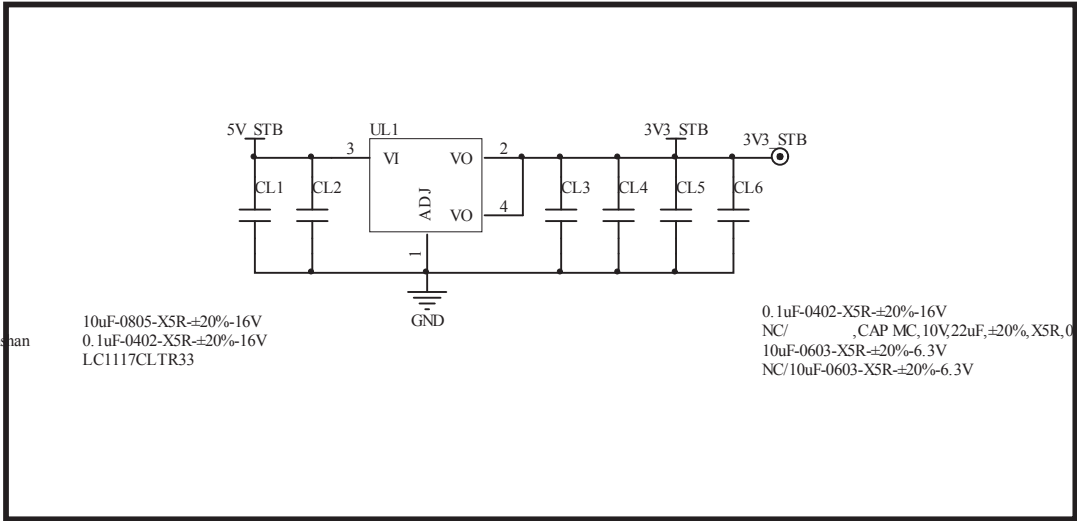 5V_STB
UL1
3V3_STB
3V3_STB
3
VI
VO
2
CL1
CL2
ADJ
VO
4
CL3
CL4
CL5
CL6
1
GND
10uF-0805-X5R-±20%-16V
0.1uF-0402-X5R-±20%-16V
LC1117CLTR33
0.1uF-0402-X5R-±20%-16V
NC/ ,CAP MC,10V,22uF,±20%,X5R,0
10uF-0603-X5R-±20%-6.3V
NC/10uF-0603-X5R-±20%-6.3V